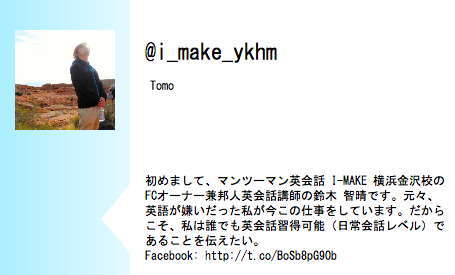 @i_make_ykhm
Tomo
初めまして、マンツーマン英会話 I-MAKE 横浜金沢校の
FCオーナー兼邦人英会話講師の鈴木 智晴です。元々、
英語が嫌いだった私が今この仕事をしています。だから
こそ、私は誰でも英会話習得可能（日常会話レベル）で
あることを伝えたい。
Facebook: http://t.co/BoSb8pG9Ob